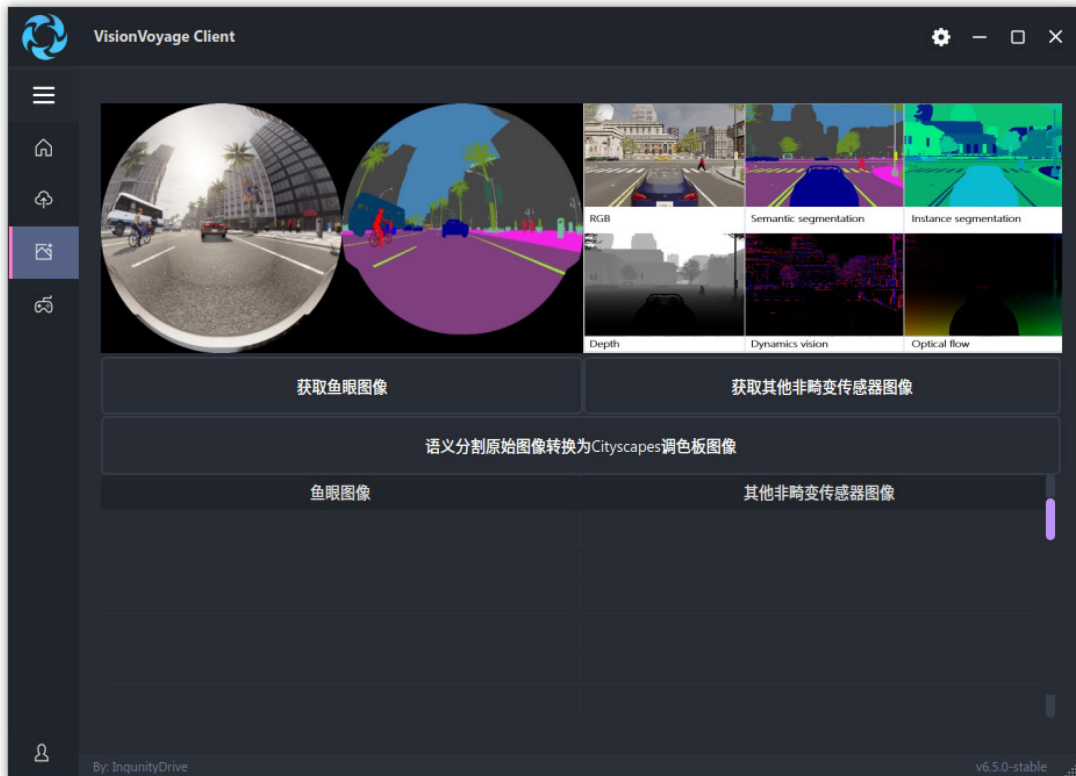 VisionVoyage Client
RGB
Semantic segmentation
Instance segmentation
Depth
Dynamics vision
Optical flow
获取鱼眼图像
获取其他非畸变传感器图像
语义分割原始图像转换为Cityscapes调色板图像
鱼眼图像
其他非畸变传感器图像
By: InqunityDrive
v6.5.0-stable